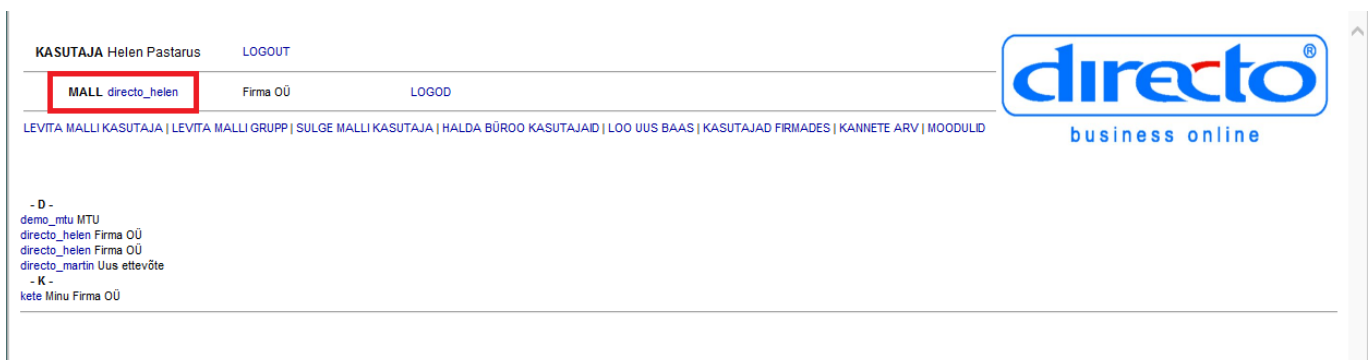 KASUTAJA Helen Pastarus LOGOUT
MALL directo_helen Firma OÜ LOGOD
directo®
business online
LEVITA MALLI KASUTAJA | LEVITA MALLI GRUPP | SULGE MALLI KASUTAJA | HALDA BÜROO KASUTAJAID | LOO UUS BAAS | KASUTAJAD FIRMADES | KANNETE ARV | MOODULID
- D -
demo_mtu MTU
directo_helen Firma OÜ
directo_helen Firma OÜ
directo_martin Uus ettevõte
- K -
kete Minu Firma OÜ